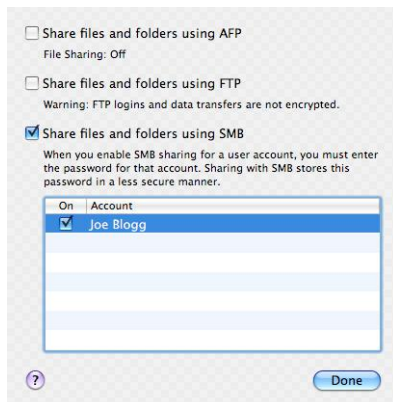 Share files and folders using AFP
File Sharing: Off
Share files and folders using FTP
Warning: FTP logins and data transfers are not encrypted.
Share files and folders using SMB
When you enable SMB sharing for a user account, you must enter
the password for that account. Sharing with SMB stores this
password in a less secure manner.
On Account
Joe Blogg
? Done